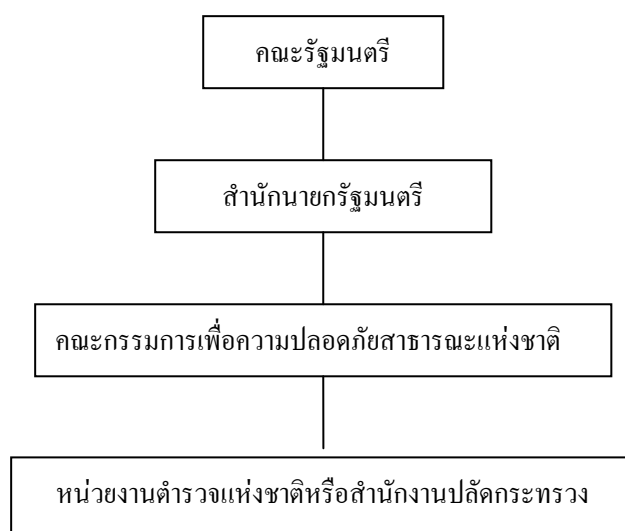 คณะรัฐมนตรี
สำนักนายกรัฐมนตรี
คณะกรรมการเพื่อความปลอดภัยสาธารณะแห่งชาติ
หน่วยงานตำรวจแห่งชาติหรือสำนักงานปลัดกระทรวง